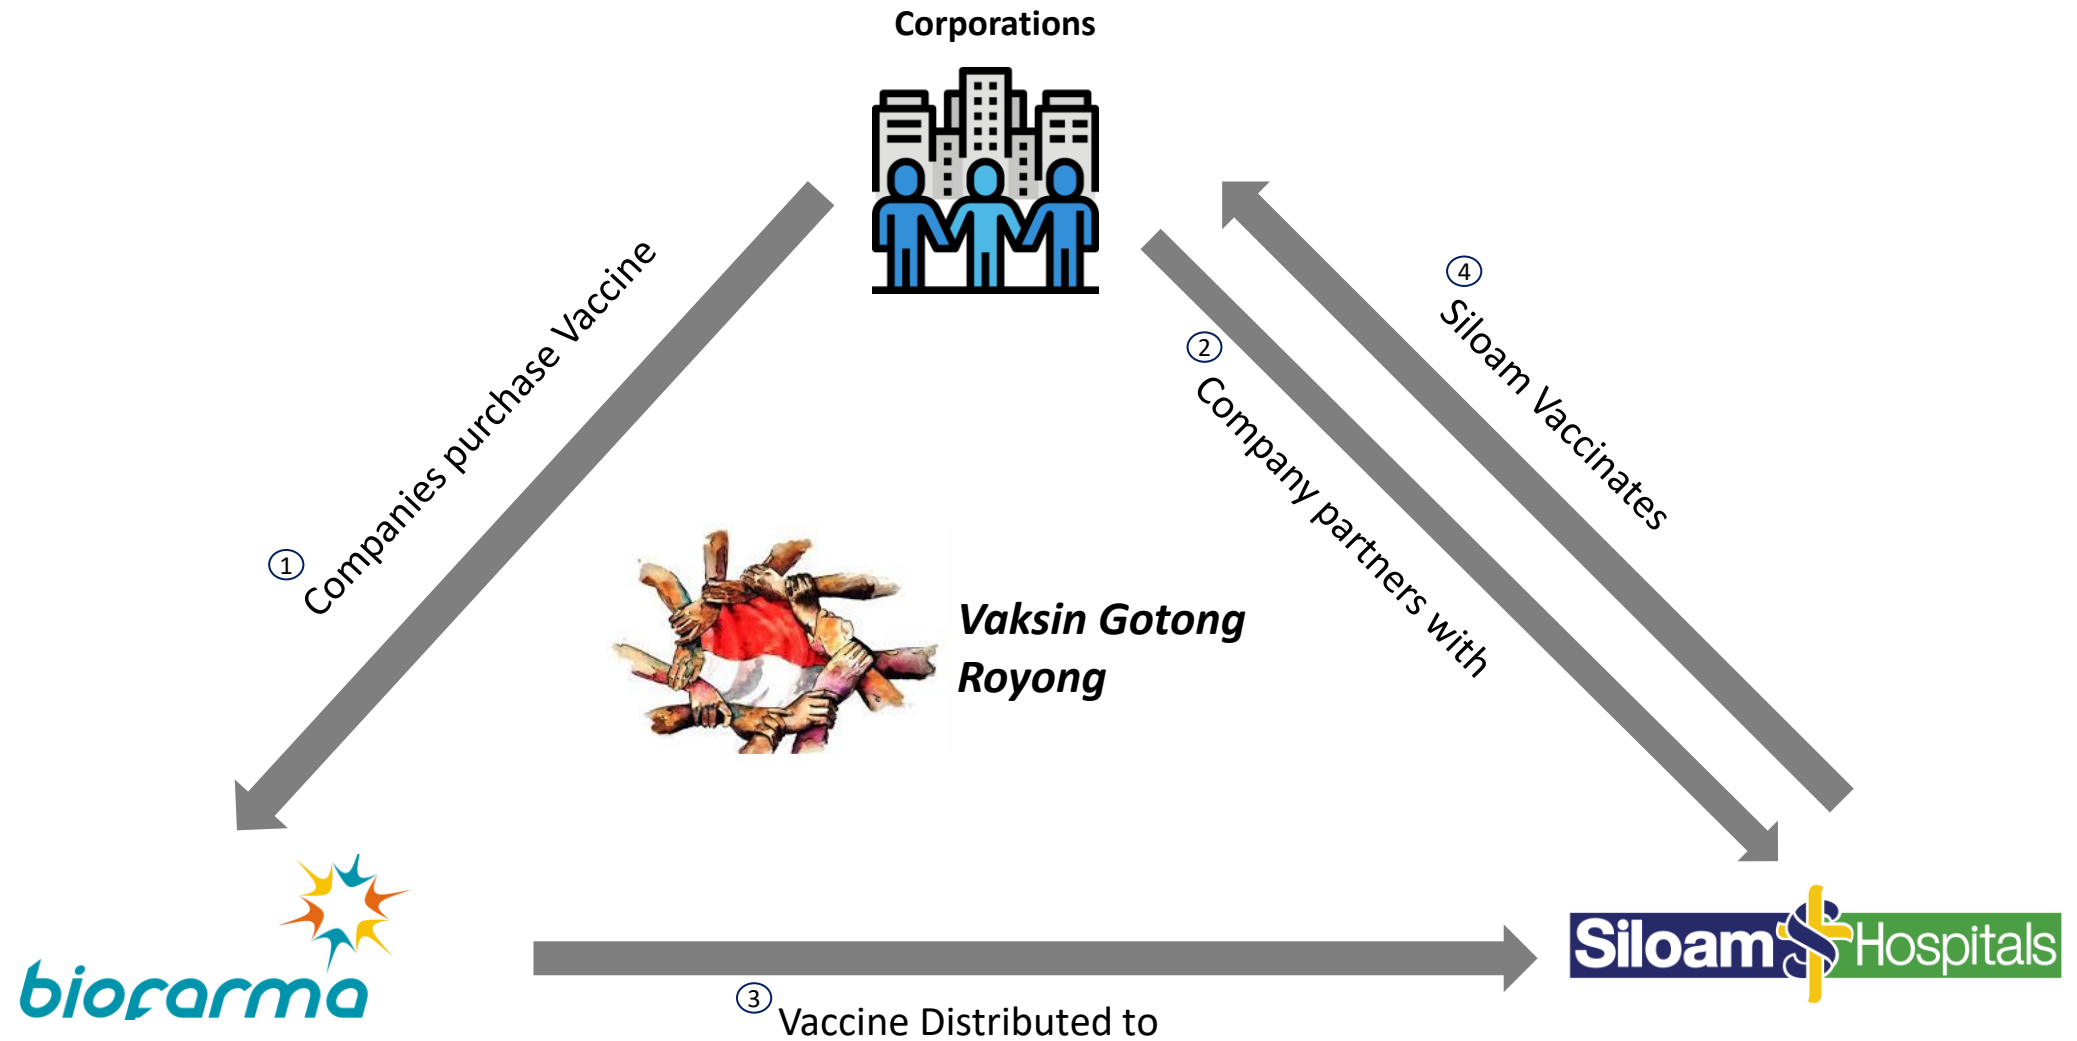 Corporations
1
Companies purchase Vaccine
2
Company partners with
4
Siloam Vaccinates
Vaksin Gotong
Royong
biofarma
3
Vaccine Distributed to
Siloam Hospitals